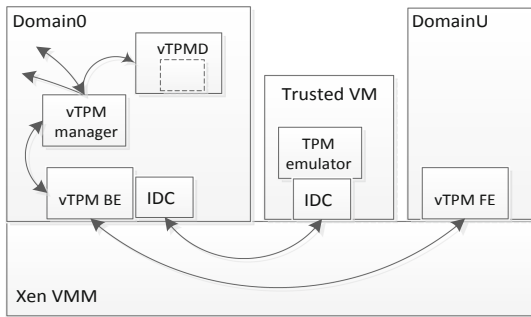 Domain0
vTPMD
vTPM
manager
vTPM BE
IDC
Trusted VM
TPM
emulator
IDC
DomainU
vTPM FE
Xen VMM